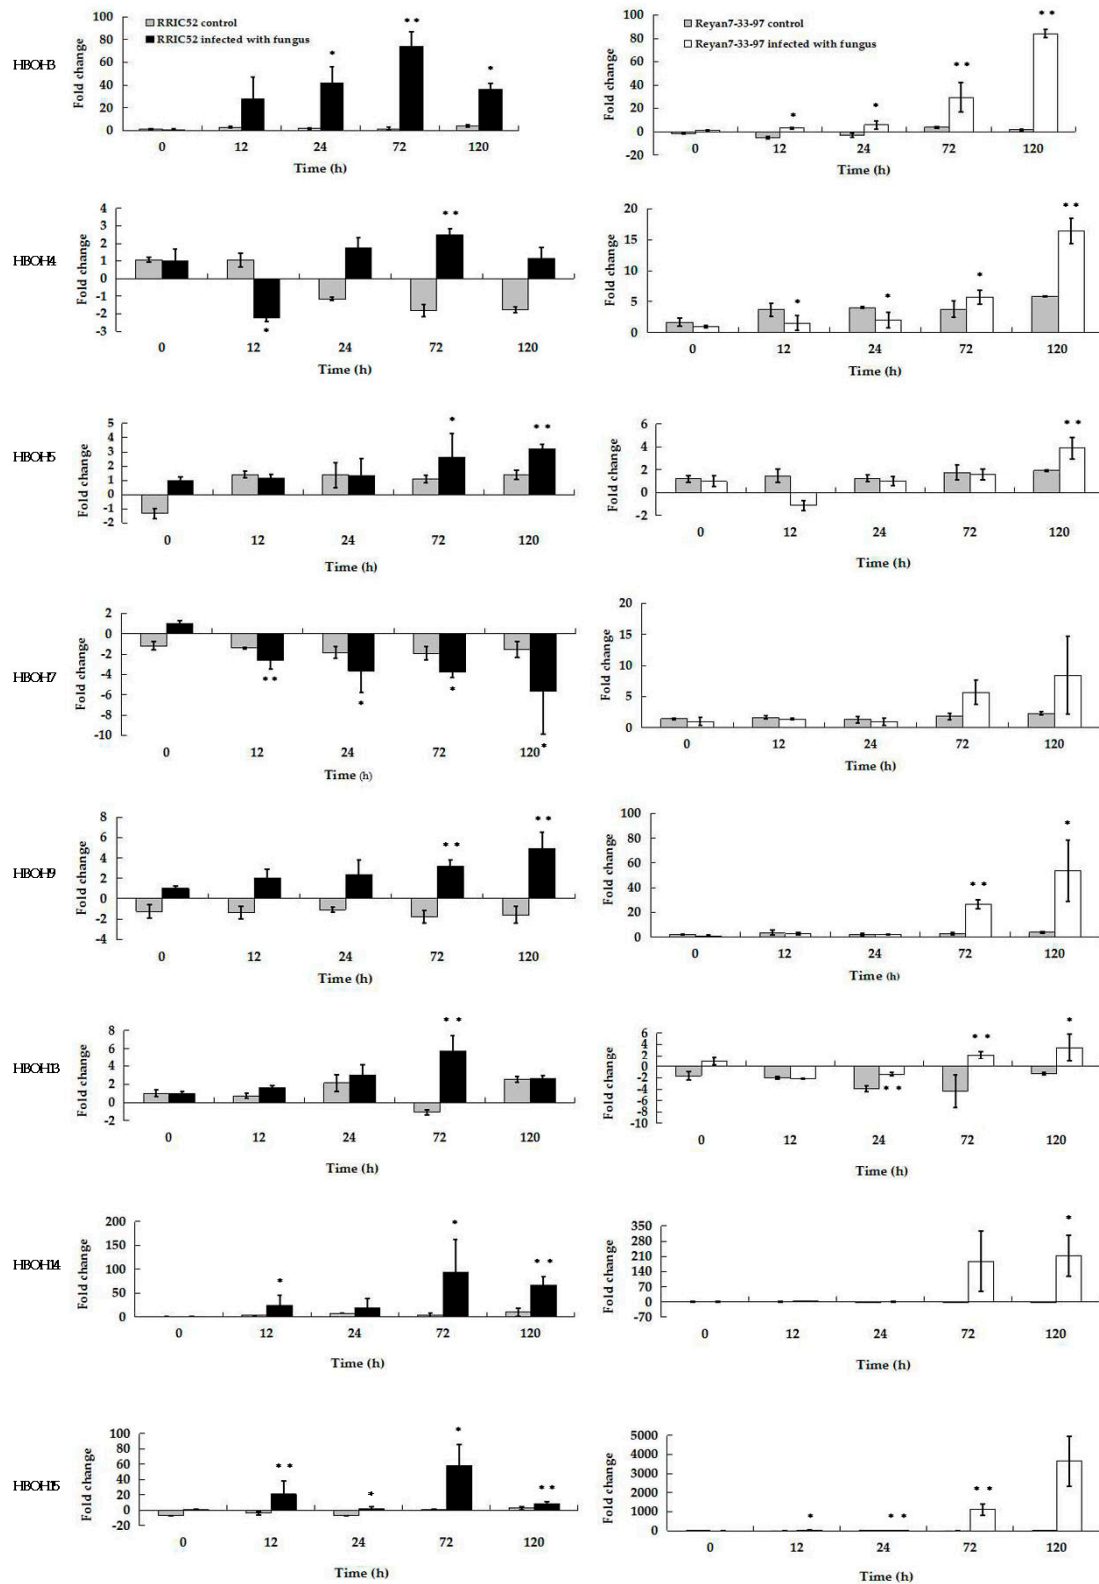 HBOH3
Fold change
100
80
60
40
20
0
RRIC52 control
RRIC52 infected with fungus
*
* *
*
0 12 24 72 120
Time (h)
Fold change
100
80
60
40
20
0
-20
Reyan7-33-97 control
Reyan7-33-97 infected with fungus
*
*
* *
* *
0 12 24 72 120
Time (h)
HBOH4
Fold change
4
3
2
1
0
-1
-2
-3
*
* *
0 12 24 72 120
Time (h)
Fold change
20
15
10
5
0
*
*
*
* *
0 12 24 72 120
Time (h)
HBOH5
Fold change
5
4
3
2
1
0
-1
-2
*
* *
0 12 24 72 120
Time (h)
Fold change
6
4
2
0
-2
* *
0 12 24 72 120
Time (h)
HBOH7
Fold change
2
0
-2
-4
-6
-8
-10
* *
*
*
*
0 12 24 72 120
Time (h)
Fold change
20
15
10
5
0
0 12 24 72 120
Time (h)
HBOH9
Fold change
8
6
4
2
0
-2
-4
* *
* *
0 12 24 72 120
Time (h)
Fold change
100
80
60
40
20
0
* *
*
0 12 24 72 120
Time (h)
HBOH13
Fold change
8
6
4
2
0
-2
* *
0 12 24 72 120
Time (h)
Fold change
6
4
2
0
-2
-4
-6
-8
-10
* *
* *
*
0 12 24 72 120
Time (h)
HBOH14
Fold change
200
150
100
50
0
*
*
* *
0 12 24 72 120
Time (h)
Fold change
350
280
210
140
70
0
-70
*
0 12 24 72 120
Time (h)
HBOH15
Fold change
100
80
60
40
20
0
-20
* *
*
*
* *
0 12 24 72 120
Time (h)
Fold change
5000
4000
3000
2000
1000
0
*
* *
* *
0 12 24 72 120
Time (h)